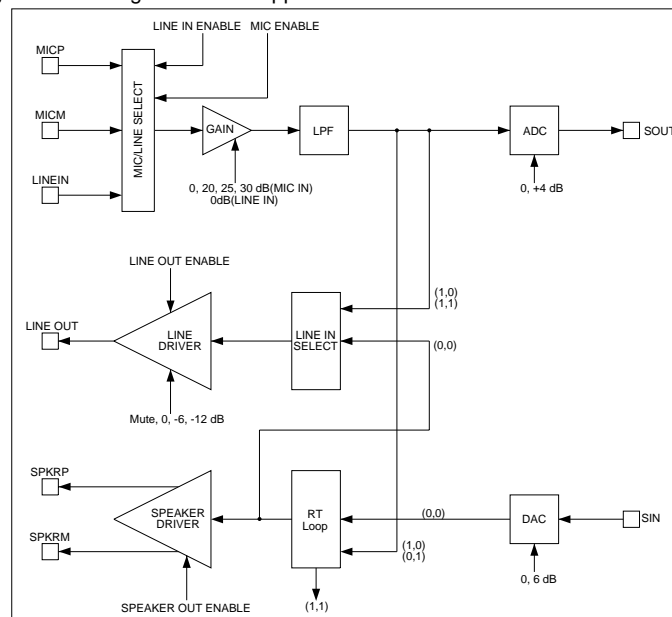 LINE IN ENABLE MIC ENABLE
MICP
MICM
LINEIN
MIC/LINE SELECT
GAIN
LPF
ADC
SOUT
0, 20, 25, 30 dB(MIC IN)
0dB(LINE IN)
0, +4 dB
LINE OUT ENABLE
LINE OUT
LINE
DRIVER
LINE IN
SELECT
(1,0)
(1,1)
(0,0)
Mute, 0, -6, -12 dB
SPKRP
SPKRM
SPEAKER
DRIVER
RT
Loop
(0,0)
DAC
SIN
(1,0)
(0,1)
0, 6 dB
SPEAKER OUT ENABLE
(1,1)